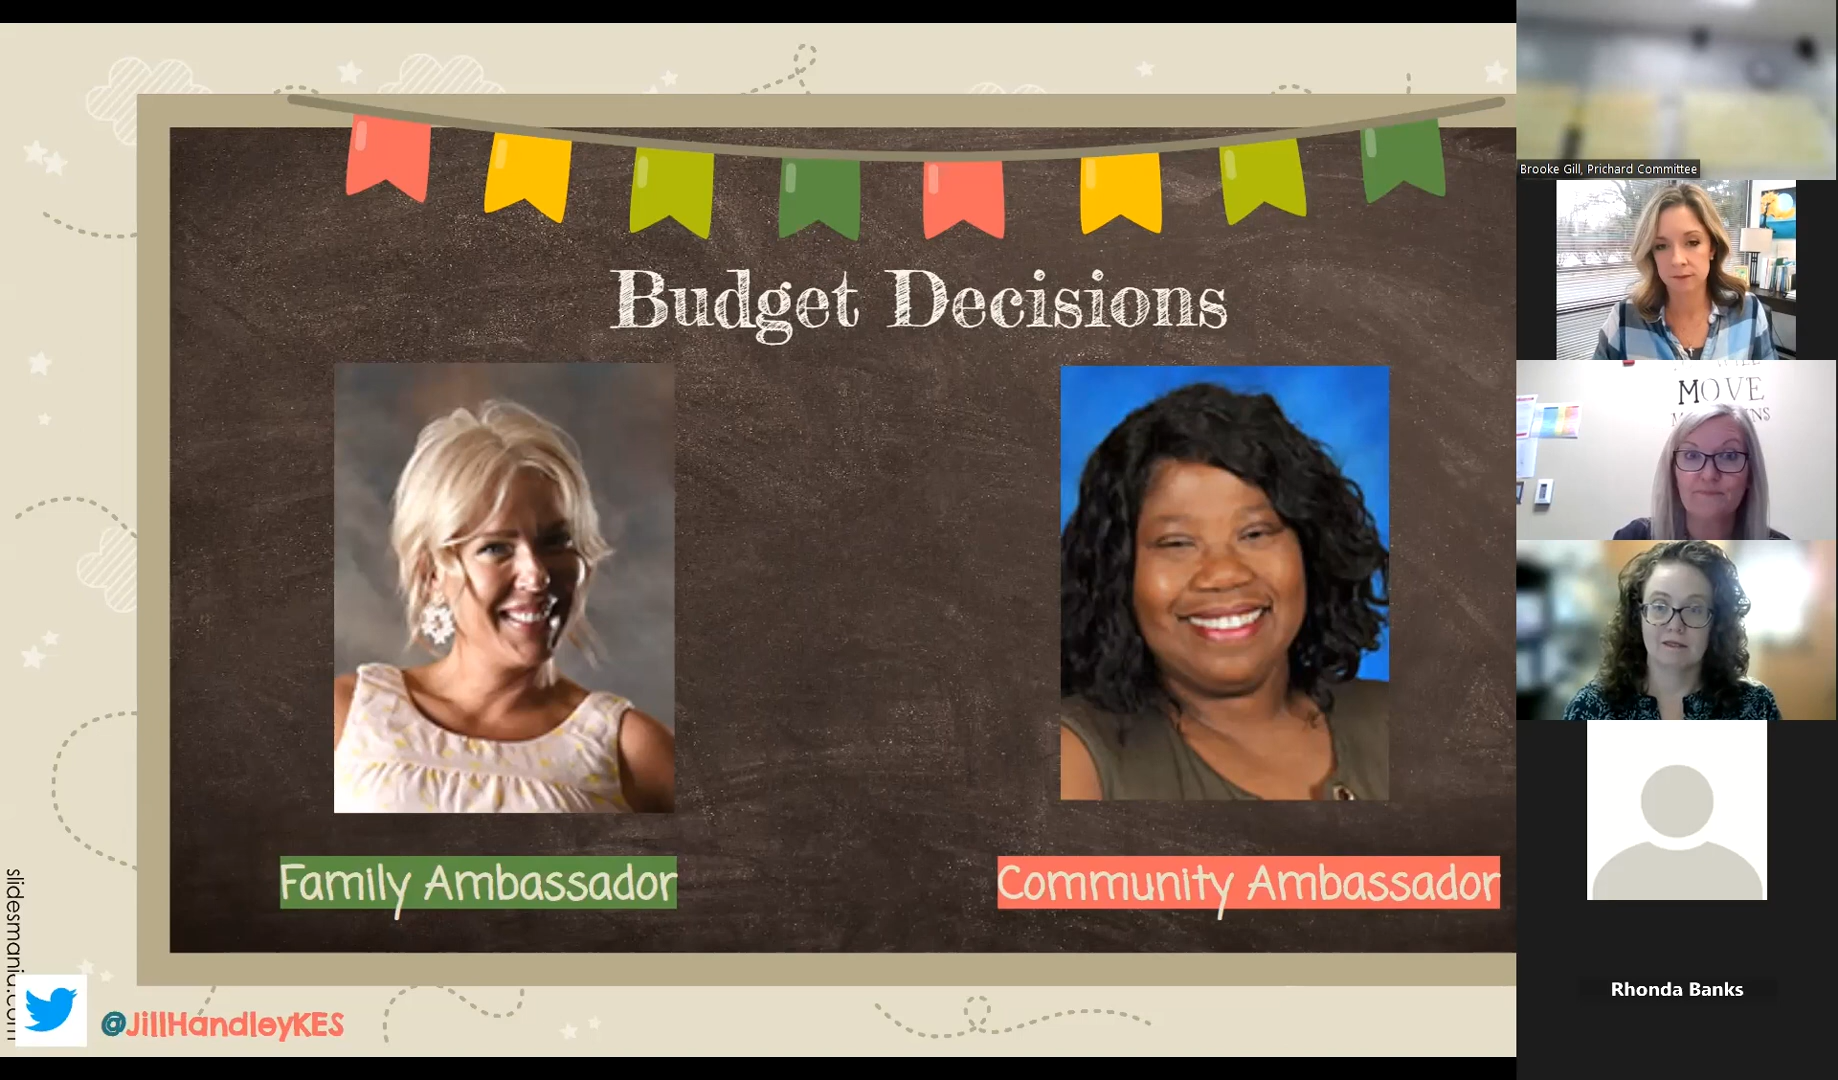 Budget Decisions
Family Ambassador
Community Ambassador
slidesmania.com
@JillHandleyKES
Brooke Gill, Prichard Committee
MOVE
Rhonda Banks